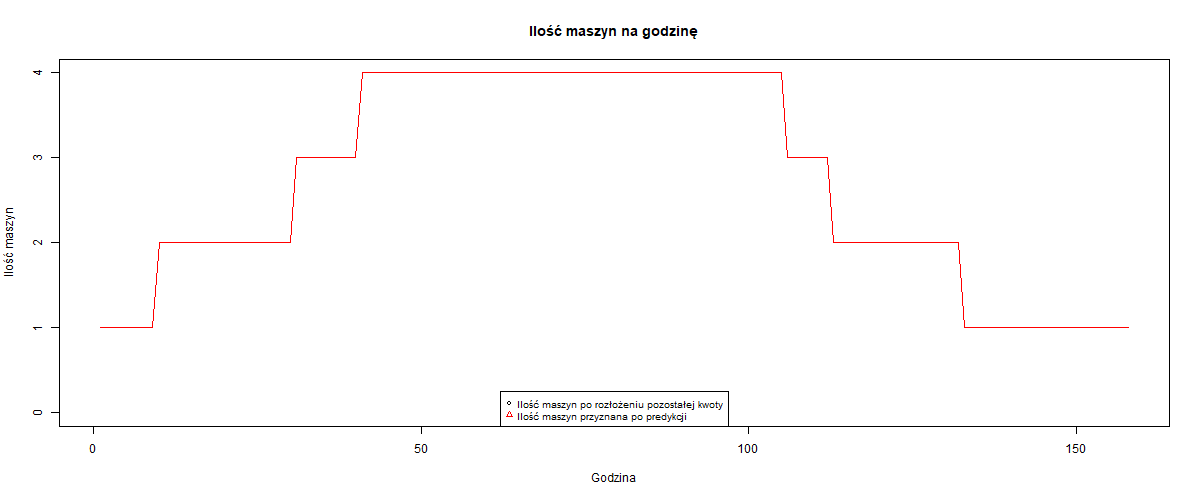 Ilość maszyn na godzinę
Ilość maszyn
4
3
2
1
0
Ilość maszyn po rozłożeniu pozostałej kwoty
Ilość maszyn przyznana po predykcji
0 50 100 150
Godzina